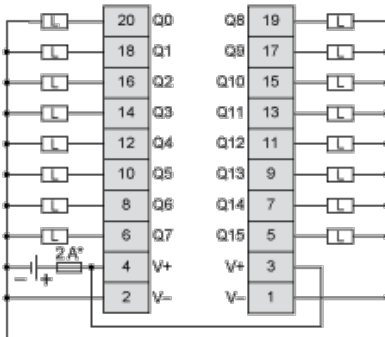 L 20 Q0 Q8 19 L
L 18 Q1 Q9 17 L
L 16 Q2 Q10 15 L
L 14 Q3 Q11 13 L
L 12 Q4 Q12 11 L
L 10 Q5 Q13 9 L
L 8 Q6 Q14 7 L
L 6 Q7 Q15 5 L
2 A*
− + 4 V+ V+ 3
2 V− V− 1